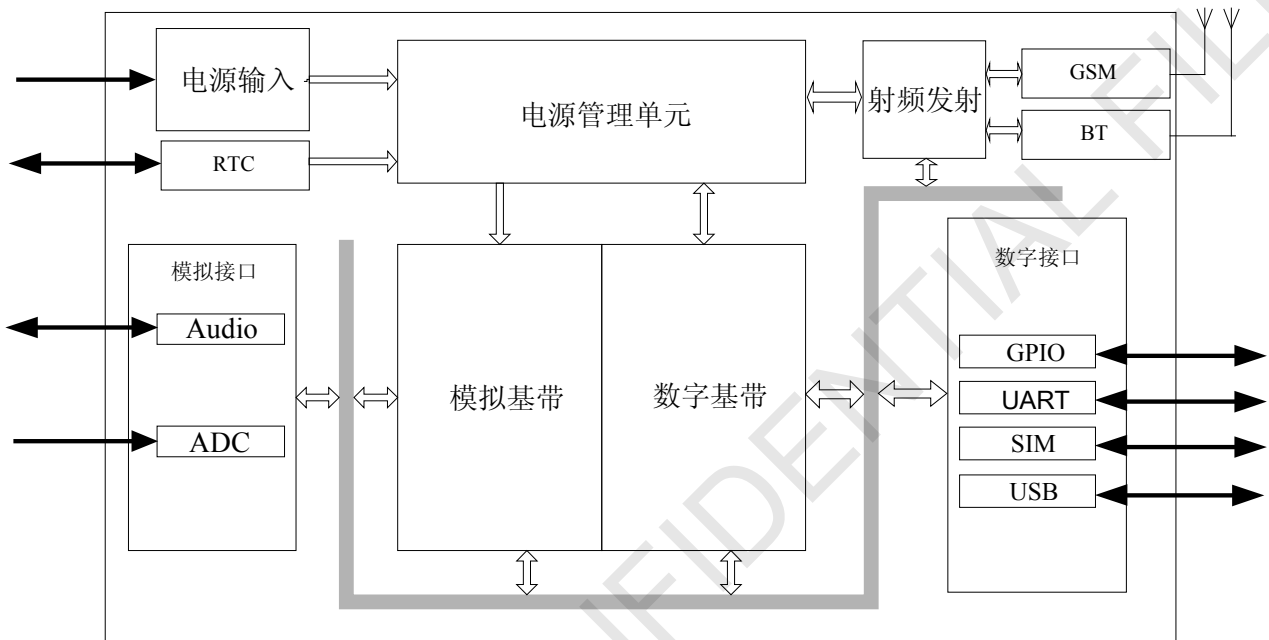 电源输入
电源管理单元
射频发射
GSM
BT
RTC
模拟接口
Audio
ADC
模拟基带
数字基带
数字接口
GPIO
UART
SIM
USB
FIDENTIAL FIL